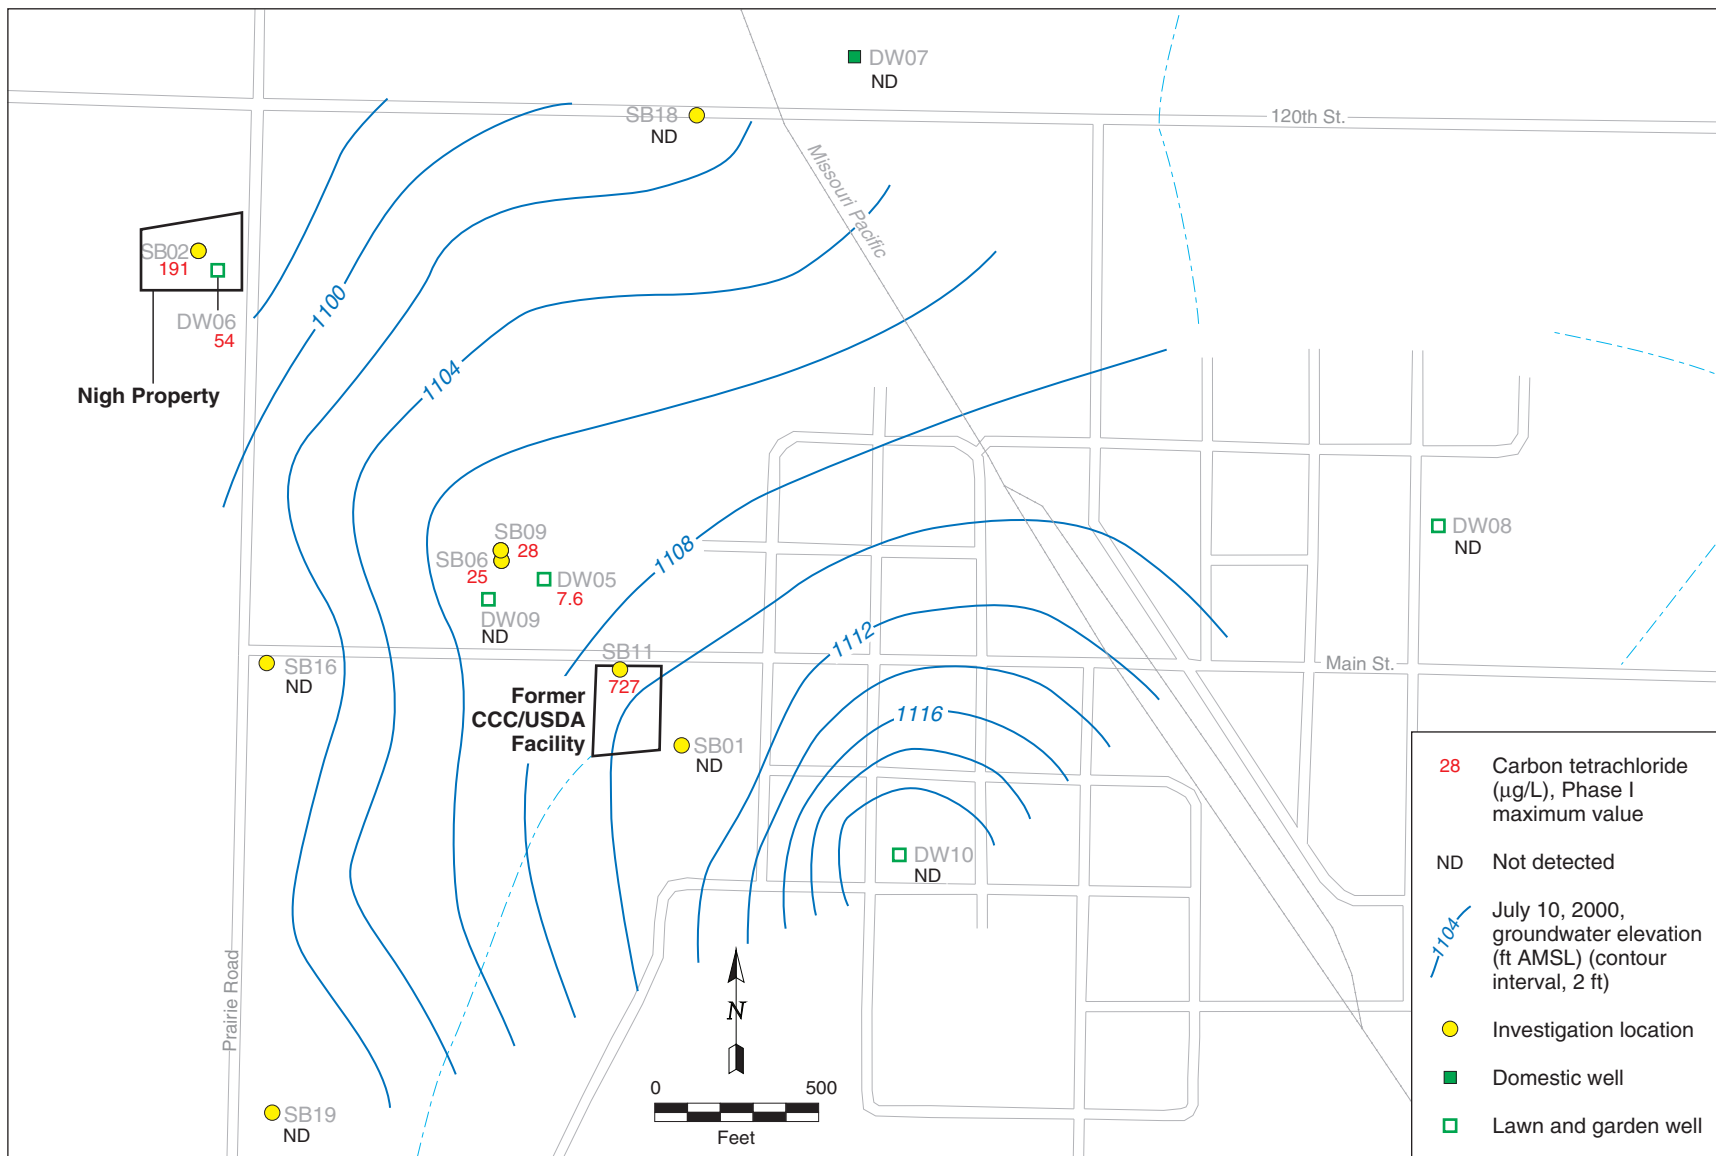 DW07
ND
SB18
ND
120th St.
Missouri Pacific
SB02
191
DW06
54
Nigh Property
1100
1104
1108
1112
1116
SB09
28
SB06
25
DW05
7.6
DW09
ND
DW08
ND
SB16
ND
SB11
727
Former
CCC/USDA
Facility
SB01
ND
Main St.
DW10
ND
Prairie Road
SB19
ND
N
0 500
Feet
28 Carbon tetrachloride
(μg/L), Phase I
maximum value
ND Not detected
1104
July 10, 2000,
groundwater elevation
(ft AMSL) (contour
interval, 2 ft)
Investigation location
Domestic well
Lawn and garden well